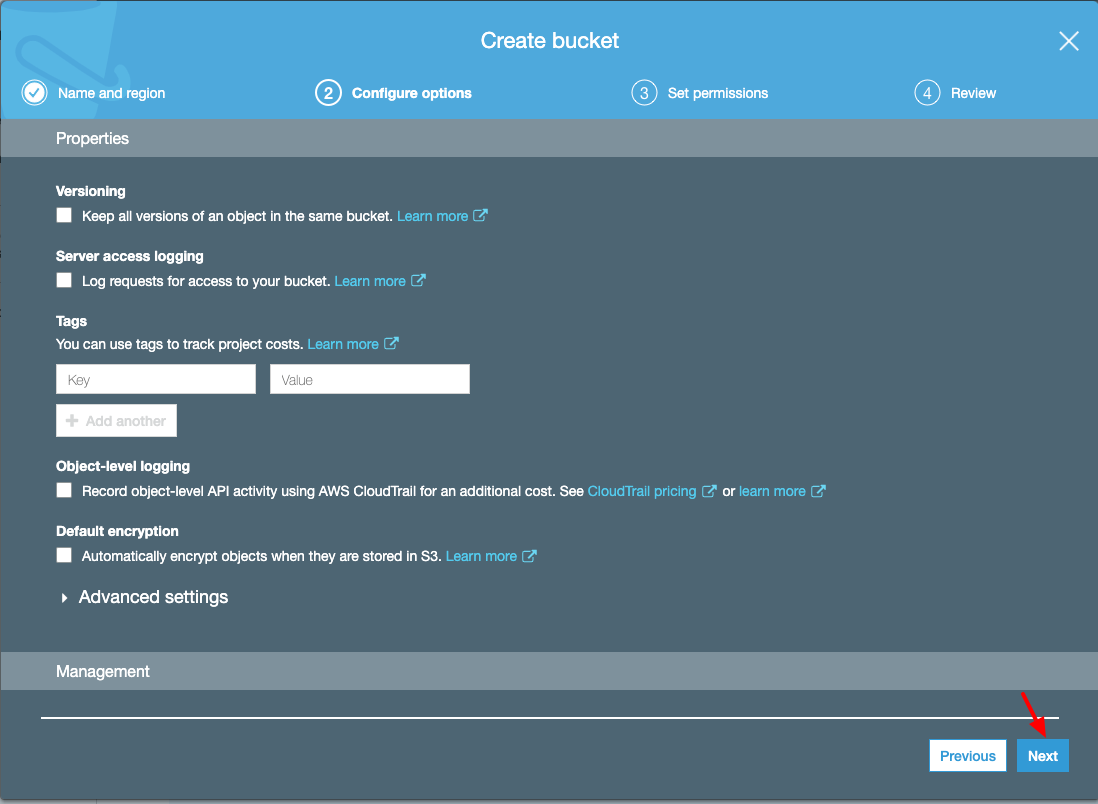 Create bucket
Name and region
2 Configure options
3 Set permissions
4 Review
Properties
Versioning
Keep all versions of an object in the same bucket. Learn more
Server access logging
Log requests for access to your bucket. Learn more
Tags
You can use tags to track project costs. Learn more
Key
Value
Add another
Object-level logging
Record object-level API activity using AWS CloudTrail for an additional cost. See CloudTrail pricing or learn more
Default encryption
Automatically encrypt objects when they are stored in S3. Learn more
Advanced settings
Management
Previous
Next